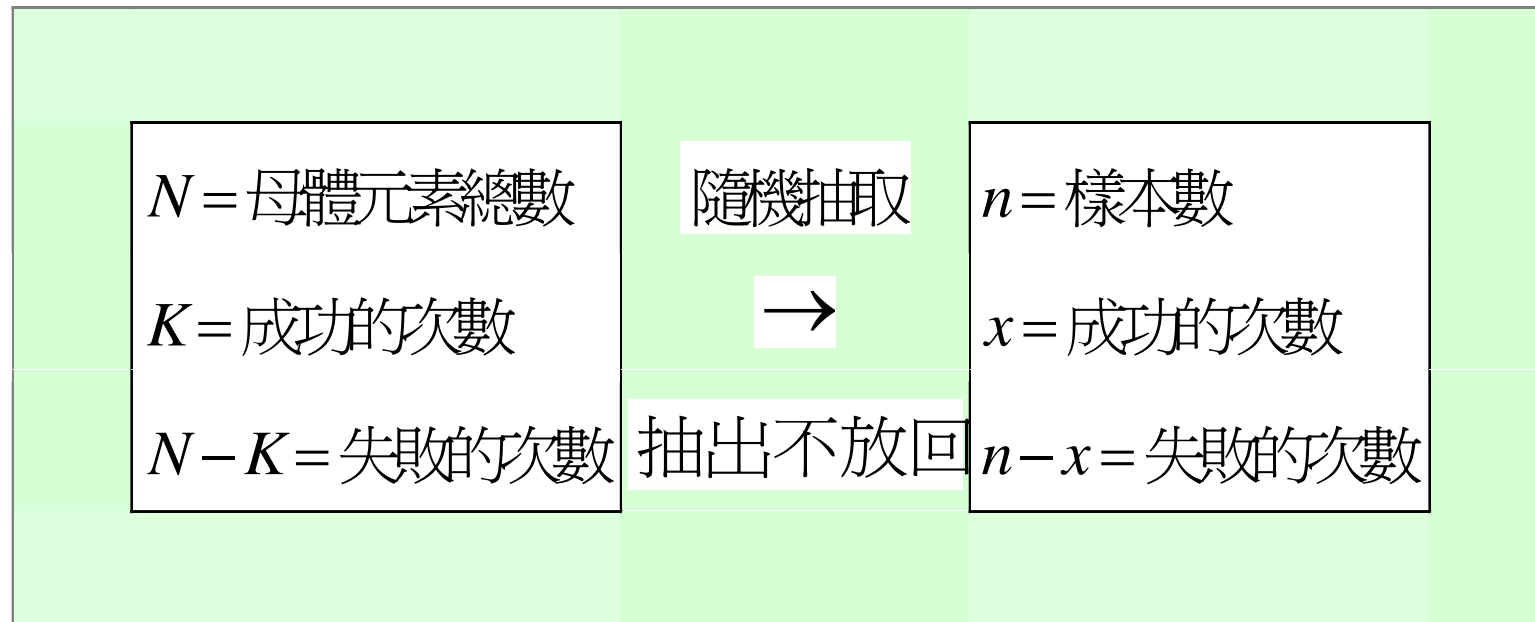 N=母體元素總數
K=成功的次數
N−K=失敗的次數
隨機抽取
→
抽出不放回
n=樣本數
x=成功的次數
n−x=失敗的次數